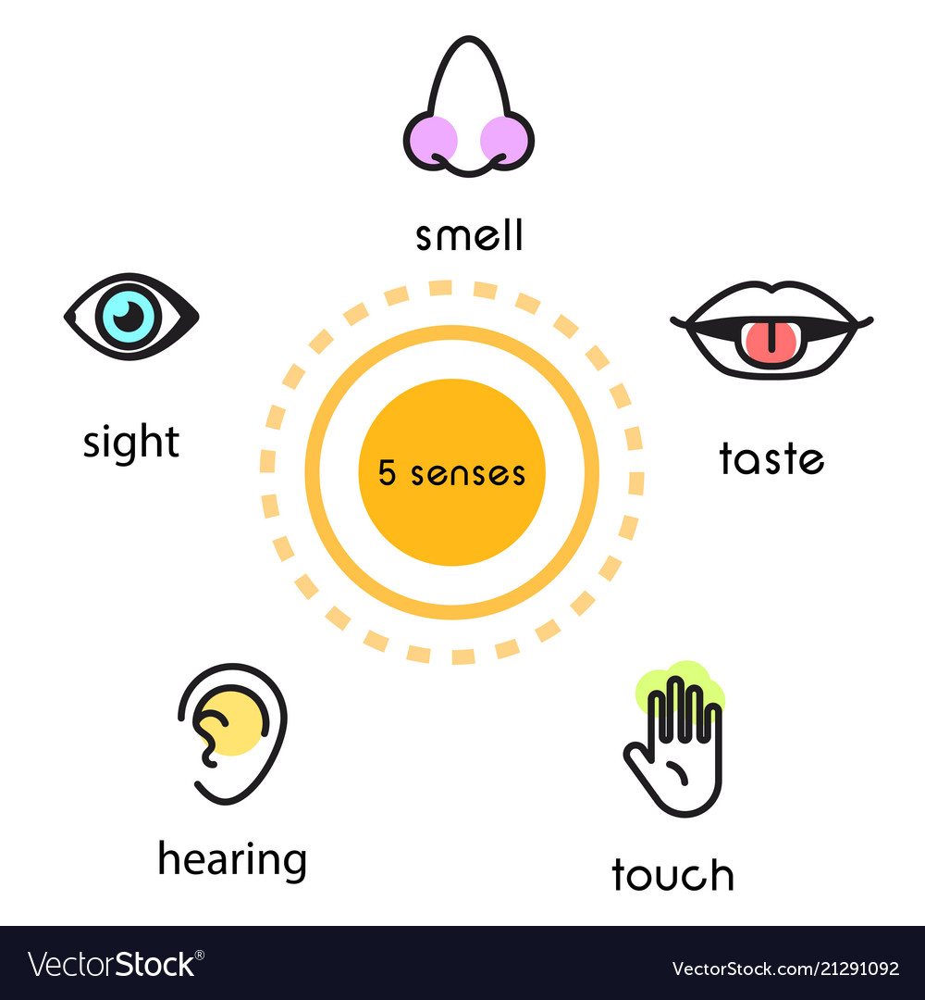 smell
sight
taste
5 senses
hearing
touch
VectorStock®
VectorStock.com/21291092